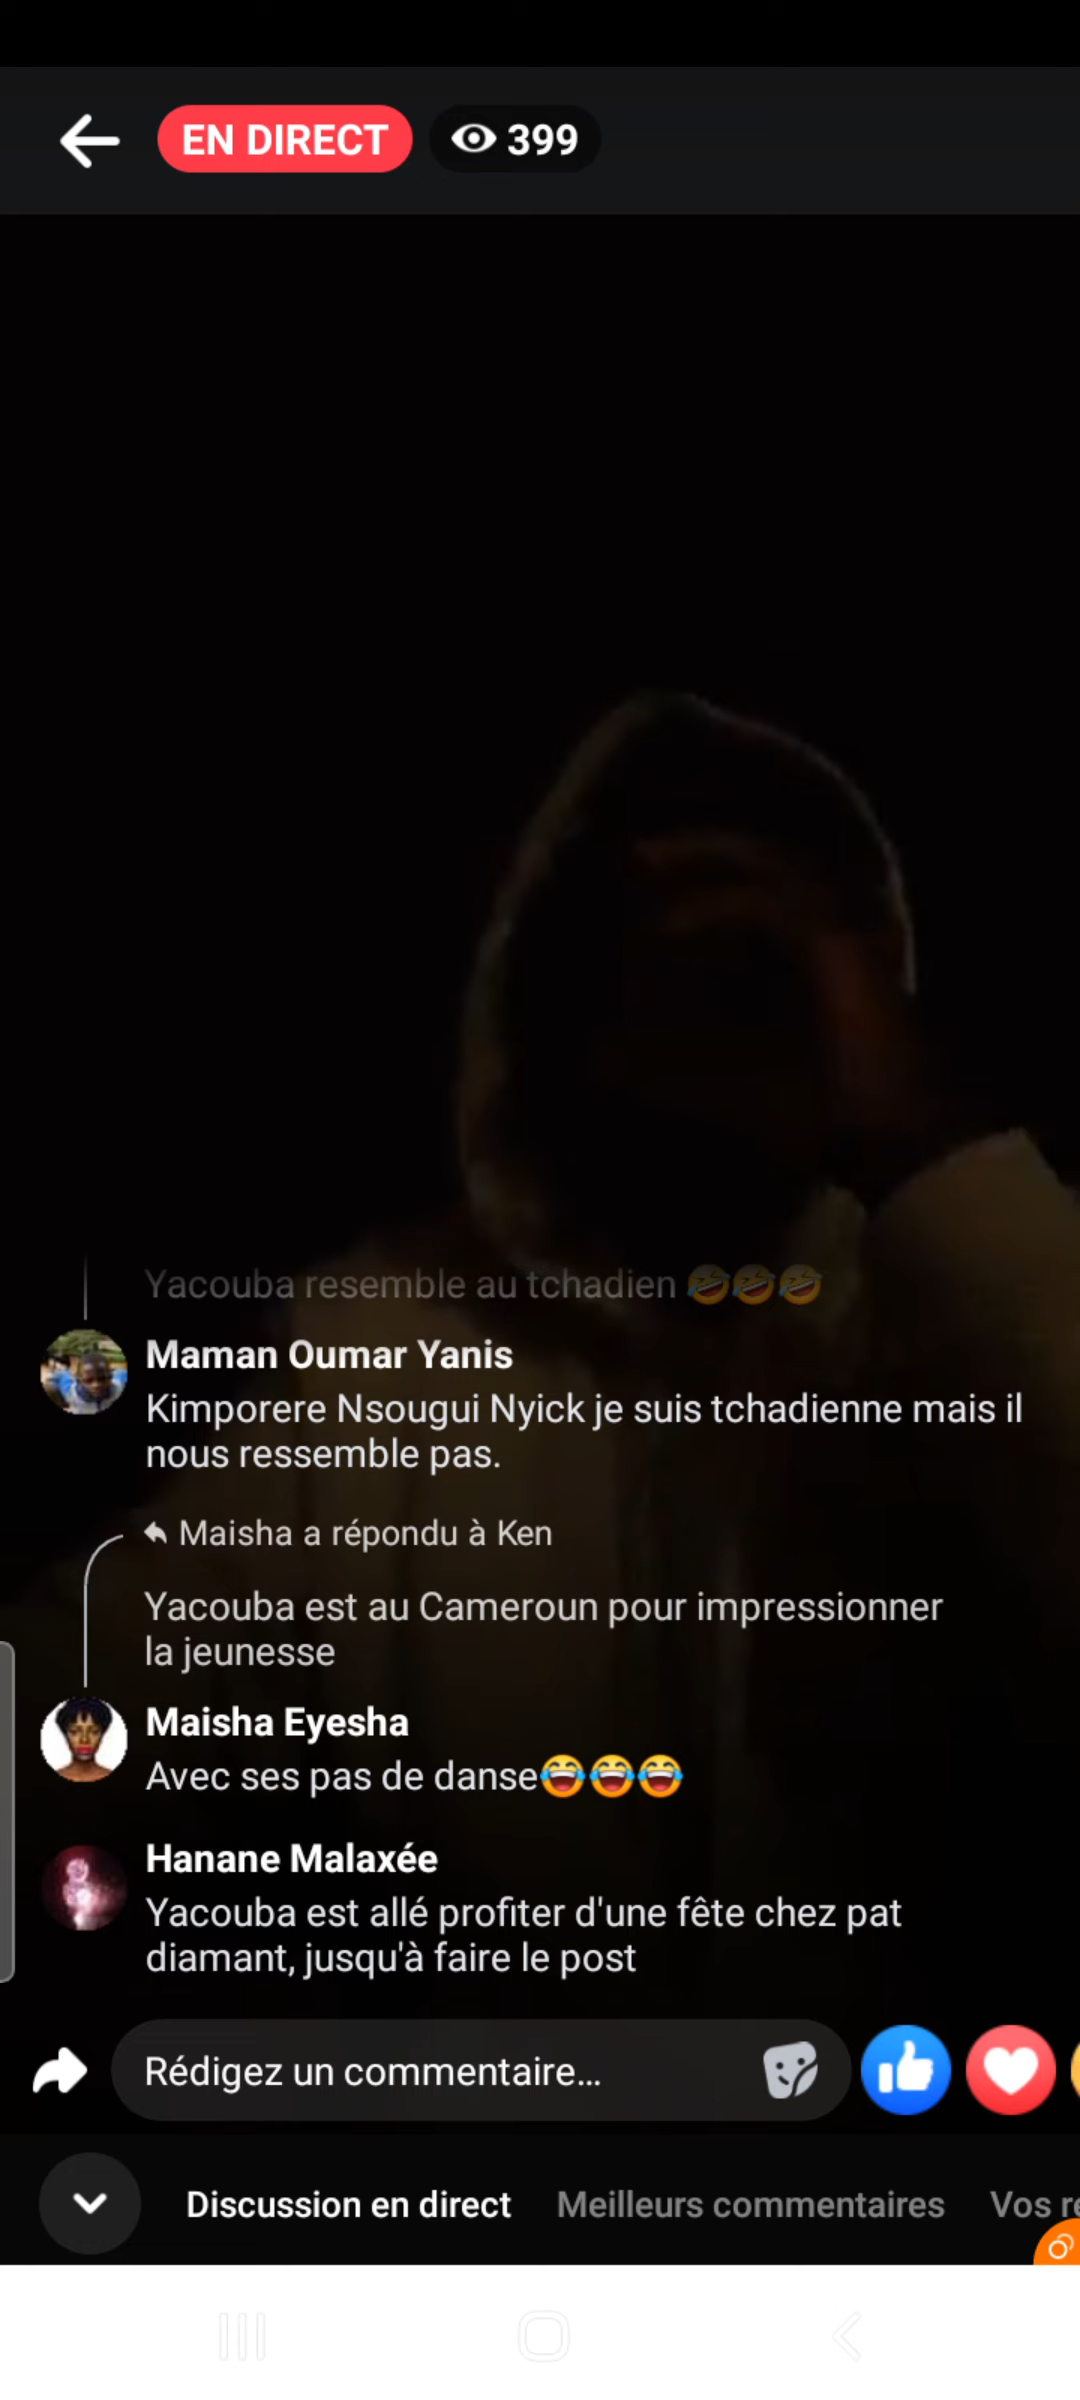 EN DIRECT 399
Yacouba resemble au tchadien 🤣🤣🤣
Maman Oumar Yanis
Kimporere Nsougui Nyick je suis tchadienne mais il
nous ressemble pas.
Maisha a répondu à Ken
Yacouba est au Cameroun pour impressionner
la jeunesse
Maisha Eyesha
Avec ses pas de danse😂😂😂
Hanane Malaxée
Yacouba est allé profiter d'une fête chez pat
diamant, jusqu'à faire le post
Rédigez un commentaire...
Discussion en direct Meilleurs commentaires Vos